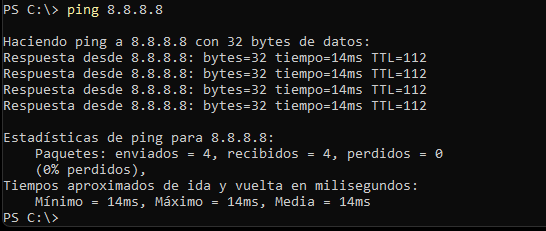 PS C:\> ping 8.8.8.8
Haciendo ping a 8.8.8.8 con 32 bytes de datos:
Respuesta desde 8.8.8.8: bytes=32 tiempo=14ms TTL=112
Respuesta desde 8.8.8.8: bytes=32 tiempo=14ms TTL=112
Respuesta desde 8.8.8.8: bytes=32 tiempo=14ms TTL=112
Respuesta desde 8.8.8.8: bytes=32 tiempo=14ms TTL=112
Estadísticas de ping para 8.8.8.8:
Paquetes: enviados = 4, recibidos = 4, perdidos = 0
(0% perdidos),
Tiempos aproximados de ida y vuelta en milisegundos:
Mínimo = 14ms, Máximo = 14ms, Media = 14ms
PS C:\>